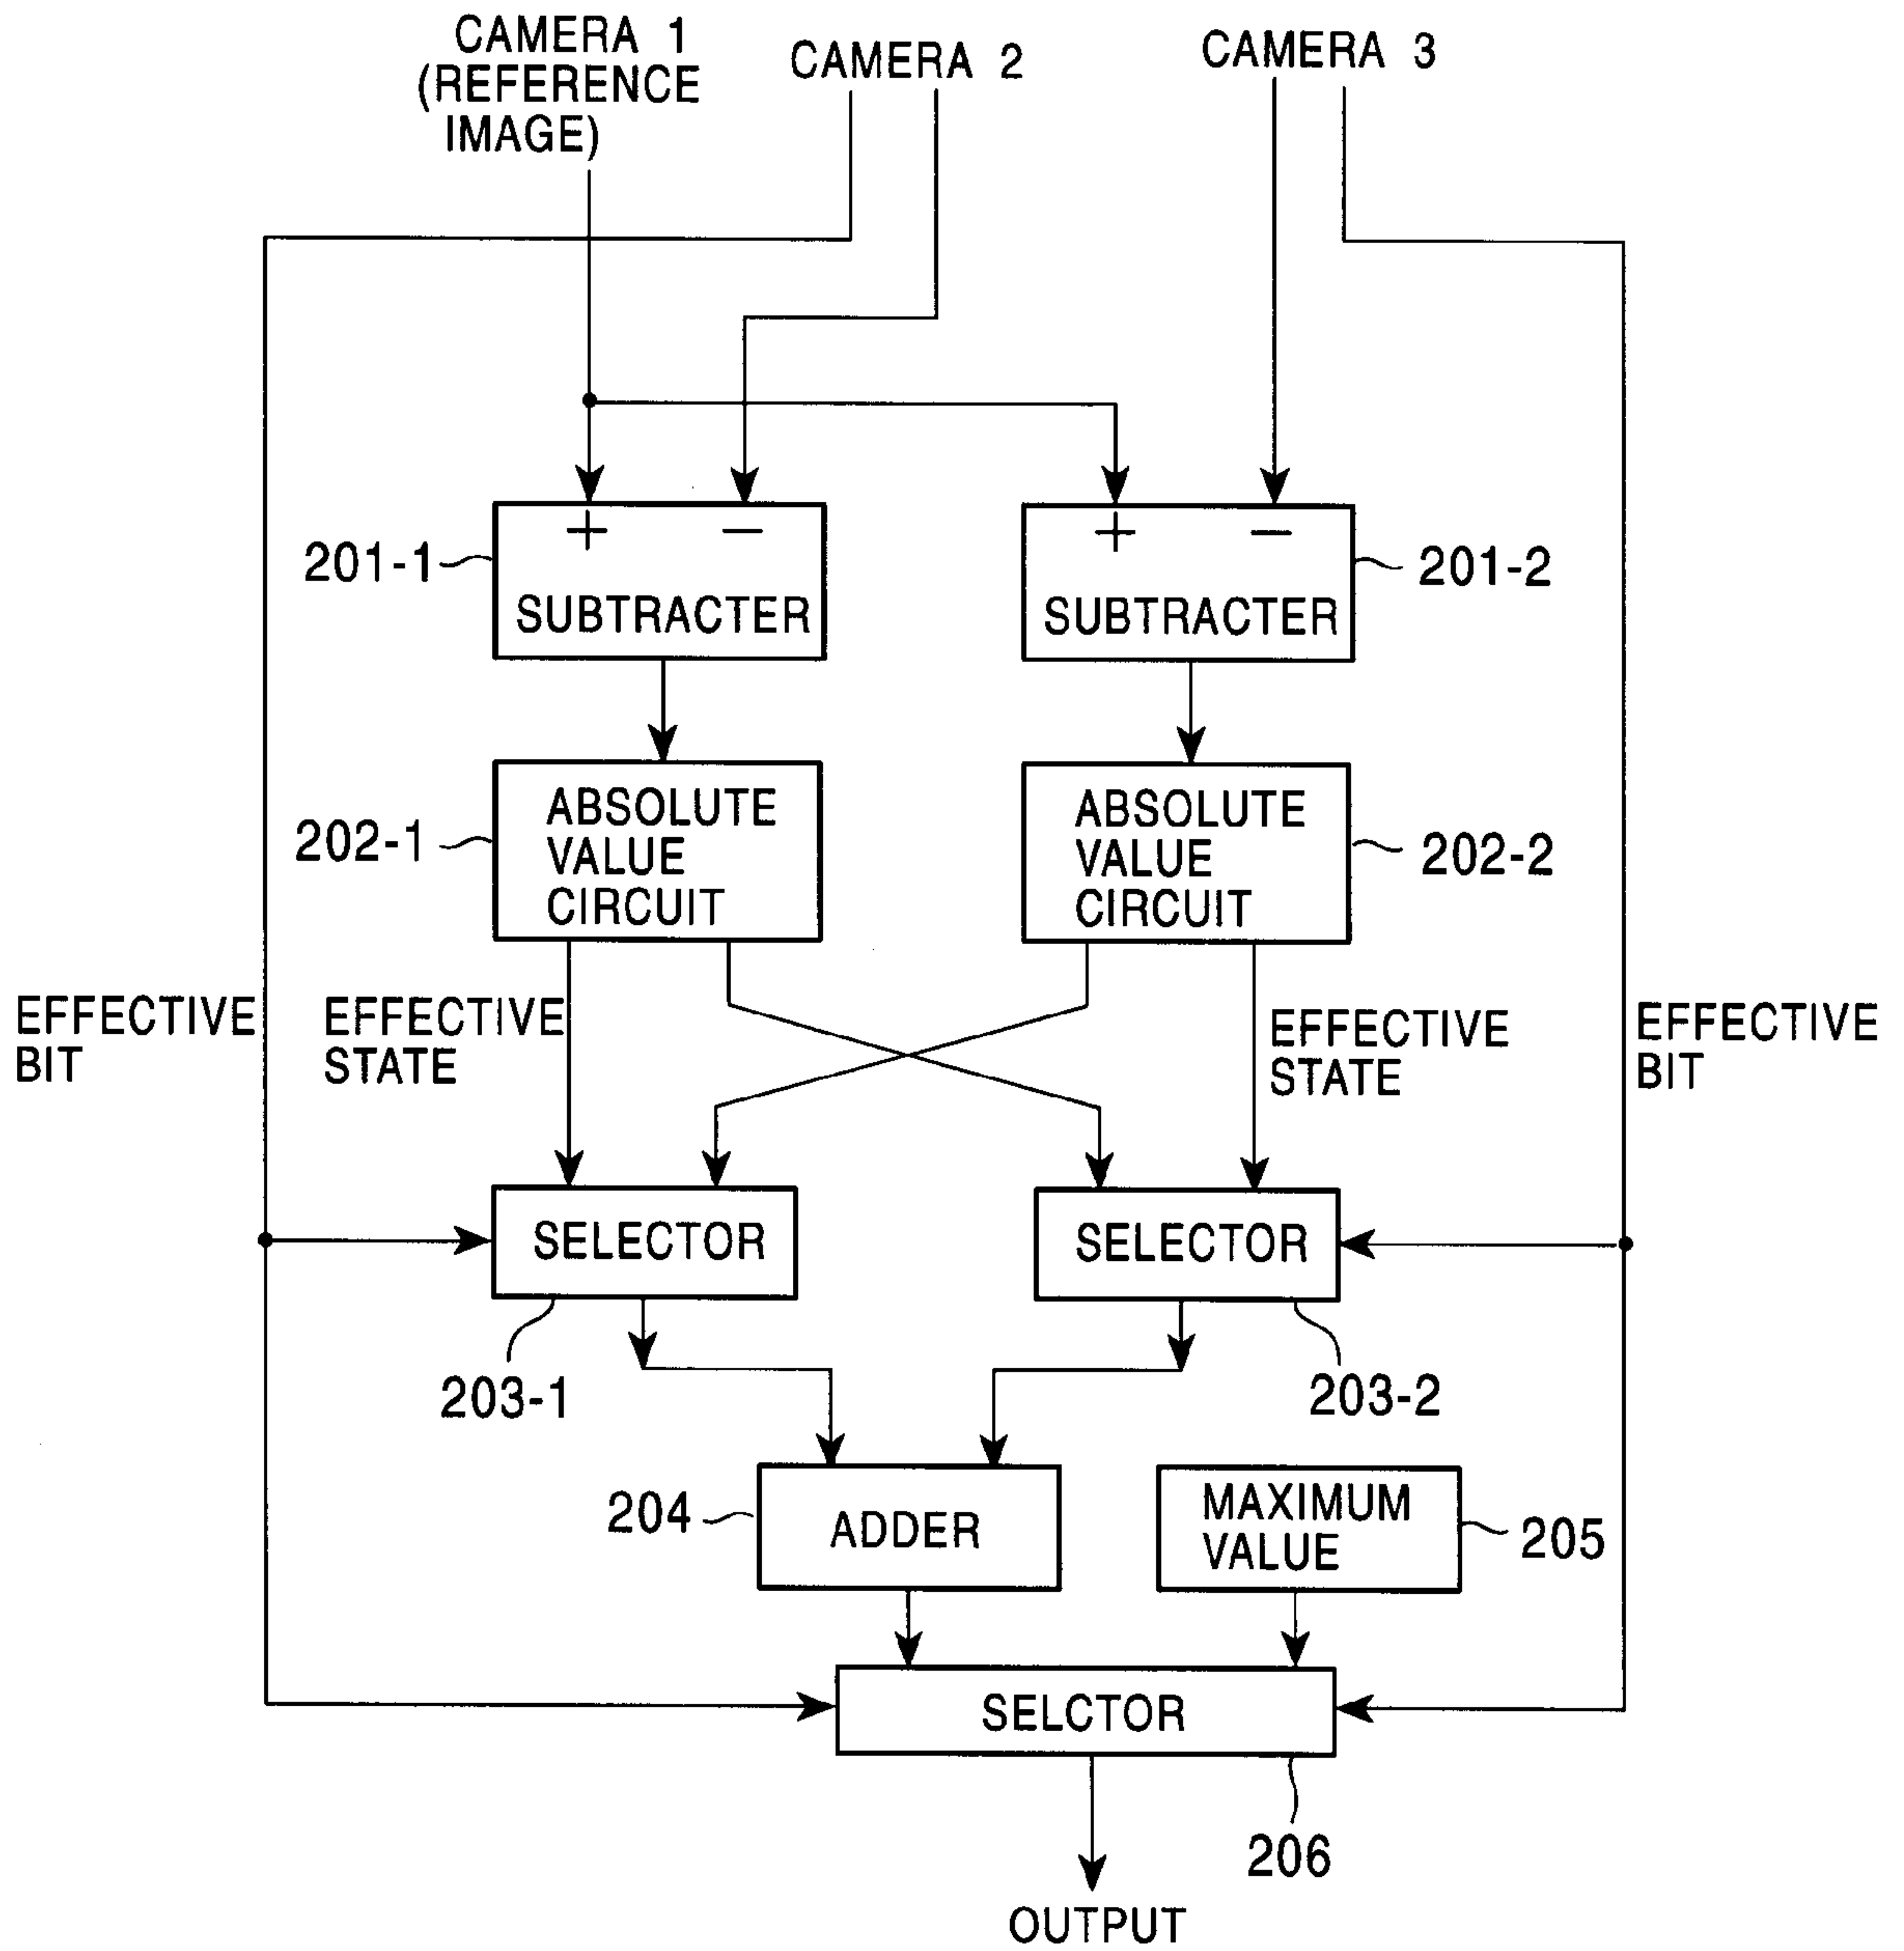 CAMERA 1
(REFERENCE
IMAGE)
CAMERA 2
CAMERA 3
+ −
SUBTRACTER
201-1
+ −
SUBTRACTER
201-2
ABSOLUTE
VALUE
CIRCUIT
202-1
ABSOLUTE
VALUE
CIRCUIT
202-2
EFFECTIVE
BIT
EFFECTIVE
STATE
EFFECTIVE
STATE
EFFECTIVE
BIT
SELECTOR
SELECTOR
203-1
203-2
204
ADDER
MAXIMUM
VALUE
205
SELCTOR
206
OUTPUT